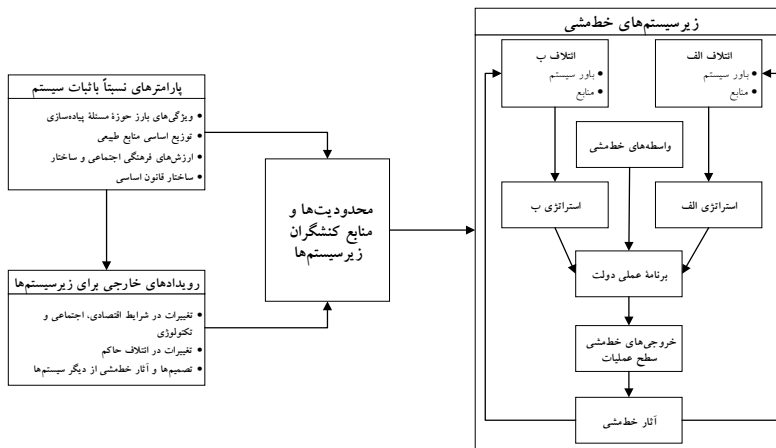 زیرسیستم‌های خط‌مشی
ائتلاف الف
• باور سیستم
• منابع
ائتلاف ب
• باور سیستم
• منابع
واسطه‌های خط‌مشی
استراتژی الف
استراتژی ب
برنامهٔ عملی دولت
خروجی‌های خط‌مشی
سطح عملیات
آثار خط‌مشی
محدودیت‌ها و
منابع کنشگران
زیرسیستم‌ها
پارامترهای نسبتاً باثبات سیستم
• ویژگی‌های بارز حوزهٔ مسئلهٔ پیاده‌سازی
• توزیع اساسی منابع طبیعی
• ارزش‌های فرهنگی اجتماعی و ساختار
• ساختار قانون اساسی
رویدادهای خارجی برای زیرسیستم‌ها
• تغییرات در شرایط اقتصادی، اجتماعی و
تکنولوژی
• تغییرات در ائتلاف حاکم
• تصمیم‌ها و آثار خط‌مشی از دیگر سیستم‌ها